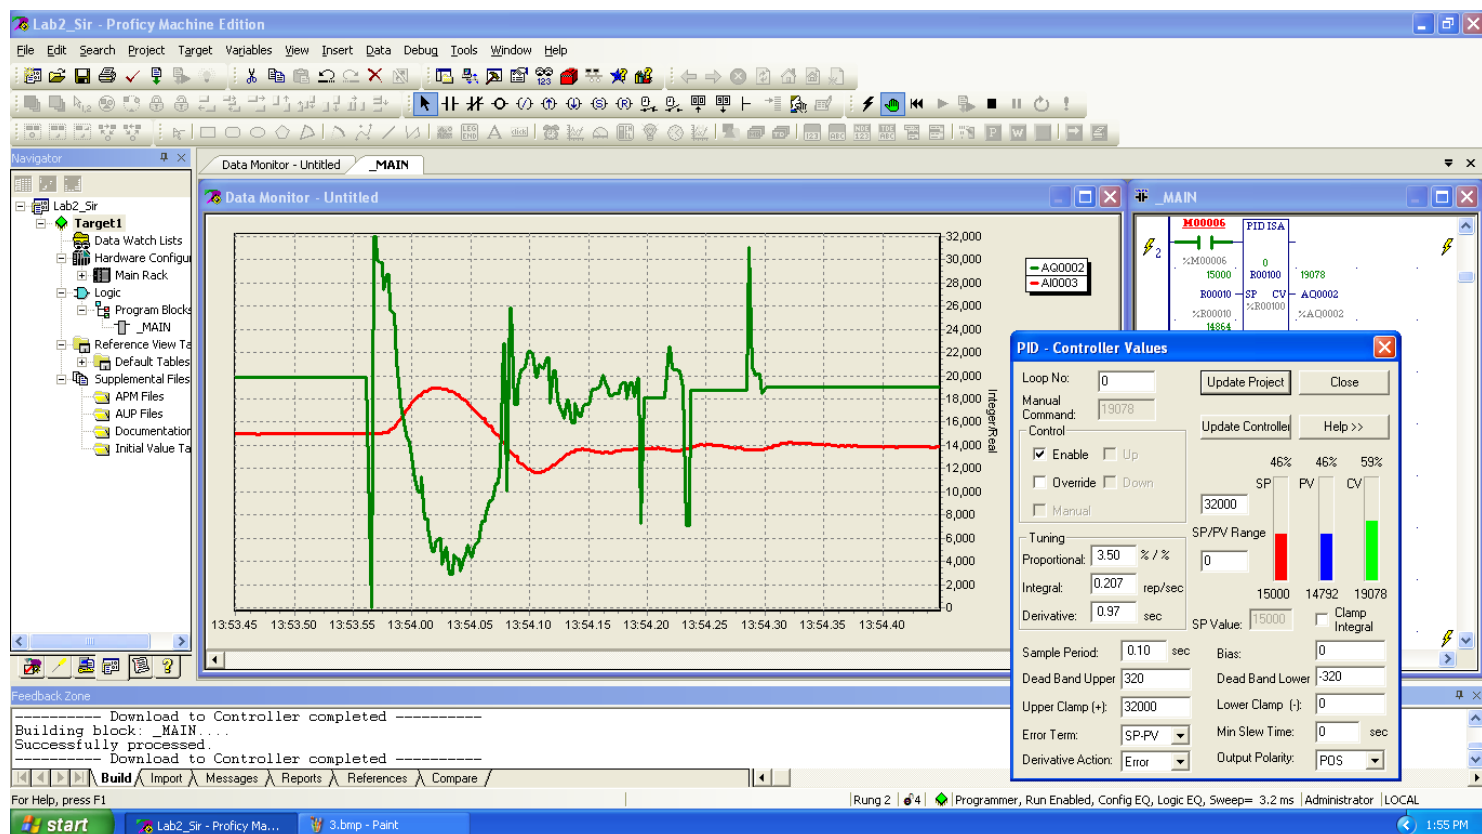 Lab2_Sir - Proficy Machine Edition
File Edit Search Project Target Variables View Insert Data Debug Tools Window Help
Navigator
Data Monitor - Untitled
_MAIN
Lab2_Sir
Target1
Data Watch Lists
Hardware Configur
Main Rack
Logic
Program Blocks
_MAIN
Reference View Ta
Default Tables
Supplemental Files
APM Files
AUP Files
Documentation
Initial Value Ta
Data Monitor - Untitled
32,000
30,000
28,000
26,000
24,000
22,000
20,000
18,000
16,000
14,000
12,000
10,000
8,000
6,000
4,000
2,000
0
Integer/Real
AQ0002
AI0003
13:53.45 13:53.50 13:53.55 13:54.00 13:54.05 13:54.10 13:54.15 13:54.20 13:54.25 13:54.30 13:54.35 13:54.40
_MAIN
M00006 PID ISA
2
%M00006 0
15000 R00100 19078
R00010 SP CV AQ0002
%R00010 %R00100 %AQ0002
14864
PID - Controller Values
Loop No: 0
Update Project Close
Manual Command: 19078
Update Controller Help >>
Control
Enable Up
Override Down
Manual
46% 46% 59%
SP PV CV
32000
SP/PV Range
0
15000 14792 19078
SP Value: 15000
Clamp Integral
Tuning
Proportional: 3.50 % / %
Integral: 0.207 rep/sec
Derivative: 0.97 sec
Sample Period: 0.10 sec Bias: 0
Dead Band Upper 320 Dead Band Lower -320
Upper Clamp (+): 32000 Lower Clamp (-): 0
Error Term: SP-PV Min Slew Time: 0 sec
Derivative Action: Error Output Polarity: POS
Feedback Zone
---------- Download to Controller completed ----------
Building block: _MAIN....
Successfully processed.
---------- Download to Controller completed ----------
Build Import Messages Reports References Compare
For Help, press F1
Rung 2 4 Programmer, Run Enabled, Config EQ, Logic EQ, Sweep= 3.2 ms Administrator LOCAL
start Lab2_Sir - Proficy Ma... 3.bmp - Paint 1:55 PM